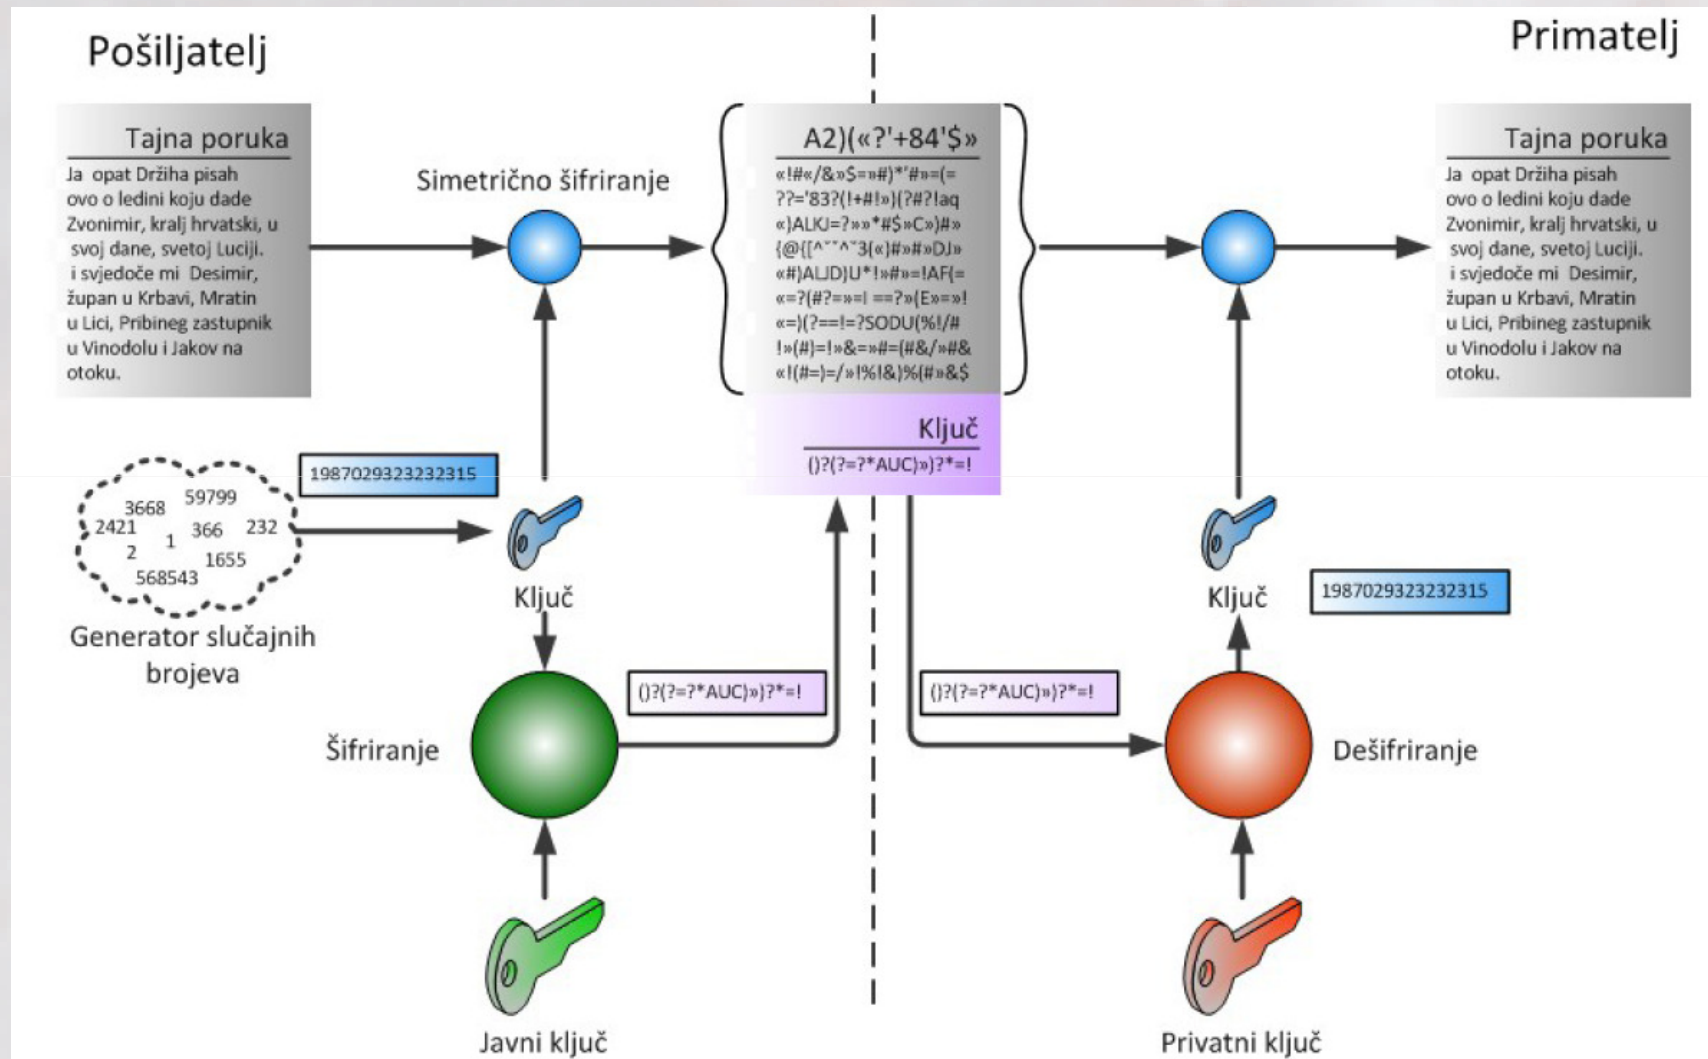 Pošiljatelj
Primatelj
Tajna poruka
Ja opat Držiha pisah
ovo o ledini koju dade
Zvonimir, kralj hrvatski, u
svoj dane, svetoj Luciji.
i svjedoče mi Desimir,
župan u Krbavi, Mratin
u Lici, Pribineg zastupnik
u Vinodolu i Jakov na
otoku.
Simetrično šifriranje
A2)(«?'+84'$»
Ključ
()?(?=?*AUC)»)?*=!
Tajna poruka
Ja opat Držiha pisah
ovo o ledini koju dade
Zvonimir, kralj hrvatski, u
svoj dane, svetoj Luciji.
i svjedoče mi Desimir,
župan u Krbavi, Mratin
u Lici, Pribineg zastupnik
u Vinodolu i Jakov na
otoku.
1987029323232315
59799
3668
2421
366
232
1
2
1655
568543
Generator slučajnih
brojeva
Ključ
Ključ
1987029323232315
()?(?=?*AUC)»)?*=!
()?(?=?*AUC)»)?*=!
Šifriranje
Dešifriranje
Javni ključ
Privatni ključ